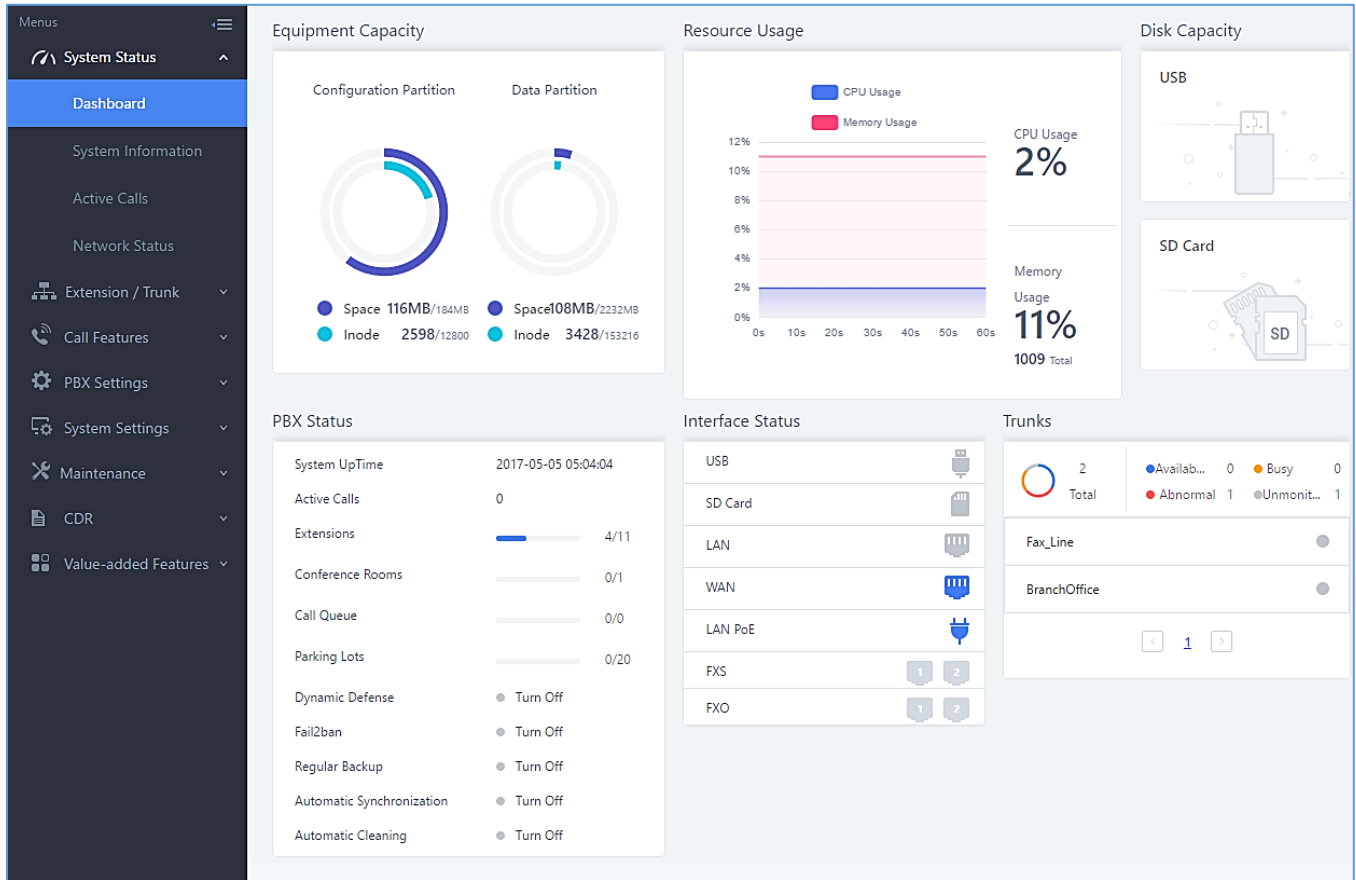 Menus
System Status
Dashboard
System Information
Active Calls
Network Status
Extension / Trunk
Call Features
PBX Settings
System Settings
Maintenance
CDR
Value-added Features
Equipment Capacity
Configuration Partition
Data Partition
Space 116MB/184MB
Inode 2598/12800
Space108MB/2232MB
Inode 3428/153216
Resource Usage
CPU Usage
Memory Usage
12%
10%
8%
6%
4%
2%
0%
0s 10s 20s 30s 40s 50s 60s
CPU Usage
2%
Memory
Usage
11%
1009 Total
Disk Capacity
USB
SD Card
SD
PBX Status
System UpTime 2017-05-05 05:04:04
Active Calls 0
Extensions 4/11
Conference Rooms 0/1
Call Queue 0/0
Parking Lots 0/20
Dynamic Defense Turn Off
Fail2ban Turn Off
Regular Backup Turn Off
Automatic Synchronization Turn Off
Automatic Cleaning Turn Off
Interface Status
USB
SD Card
LAN
WAN
LAN PoE
FXS 1 2
FXO 1 2
Trunks
2
Total
Availab... 0 Busy 0
Abnormal 1 Unmonit... 1
Fax_Line
BranchOffice
< 1 >